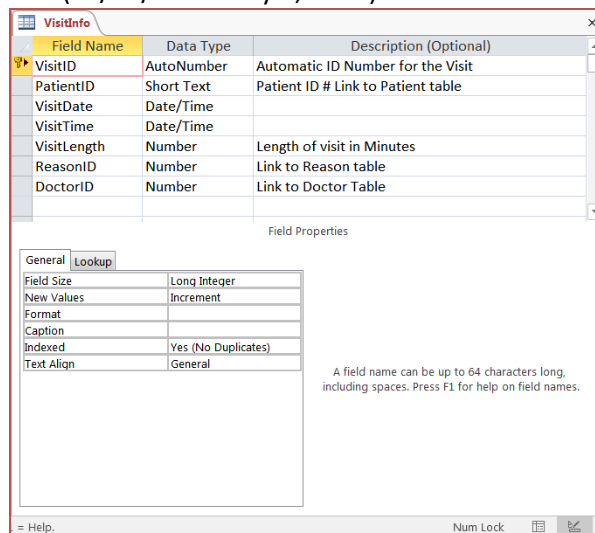 VisitInfo ×
Field Name Data Type Description (Optional)
VisitID AutoNumber Automatic ID Number for the Visit
PatientID Short Text Patient ID # Link to Patient table
VisitDate Date/Time
VisitTime Date/Time
VisitLength Number Length of visit in Minutes
ReasonID Number Link to Reason table
DoctorID Number Link to Doctor Table
Field Properties
General Lookup
Field Size Long Integer
New Values Increment
Format
Caption
Indexed Yes (No Duplicates)
Text Align General
A field name can be up to 64 characters long,
including spaces. Press F1 for help on field names.
= Help. Num Lock